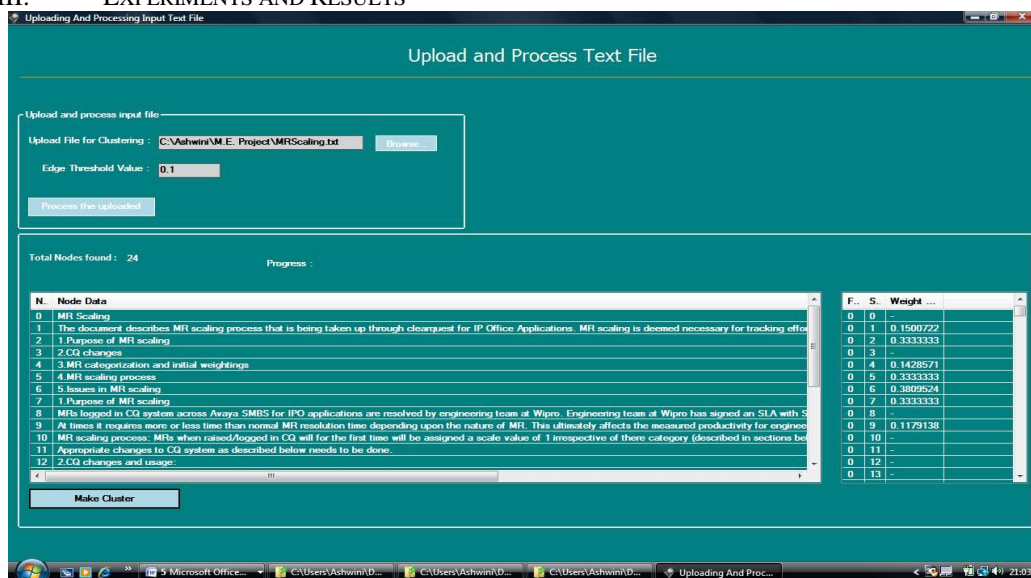 III. EXPERIMENTS AND RESULTS
Uploading And Processing Input Text File
Upload and Process Text File
Upload and process input file
Upload File for Clustering : C:\Ashwini\M.E. Project\MRScaling.txt Browse...
Edge Threshold Value : 0.1
Process the uploaded
Total Nodes found : 24
Progress :
N.. Node Data
0 MR Scaling
1 The document describes MR scaling process that is being taken up through clearquest for IP Office Applications. MR scaling is deemed necessary for tracking effo
2 1.Purpose of MR scaling
3 2.CQ changes
4 3.MR categorization and initial weightings
5 4.MR scaling process
6 5.Issues in MR scaling
7 1.Purpose of MR scaling
8 MRs logged in CQ system across Avaya SMBS for IPO applications are resolved by engineering team at Wipro. Engineering team at Wipro has signed an SLA with S
9 At times it requires more or less time than normal MR resolution time depending upon the nature of MR. This ultimately affects the measured productivity for enginee
10 MR scaling process: MRs when raised/logged in CQ will for the first time will be assigned a scale value of 1 irrespective of there category (described in sections bel
11 Appropriate changes to CQ system as described below needs to be done.
12 2.CQ changes and usage:
F... S.. Weight ...
0 0 -
0 1 0.1500722
0 2 0.3333333
0 3 -
0 4 0.1428571
0 5 0.3333333
0 6 0.3809524
0 7 0.3333333
0 8 -
0 9 0.1179138
0 10 -
0 11 -
0 12 -
0 13 -
Make Cluster
5 Microsoft Office... C:\Users\Ashwini\D... C:\Users\Ashwini\D... C:\Users\Ashwini\D... Uploading And Proc... 21:03